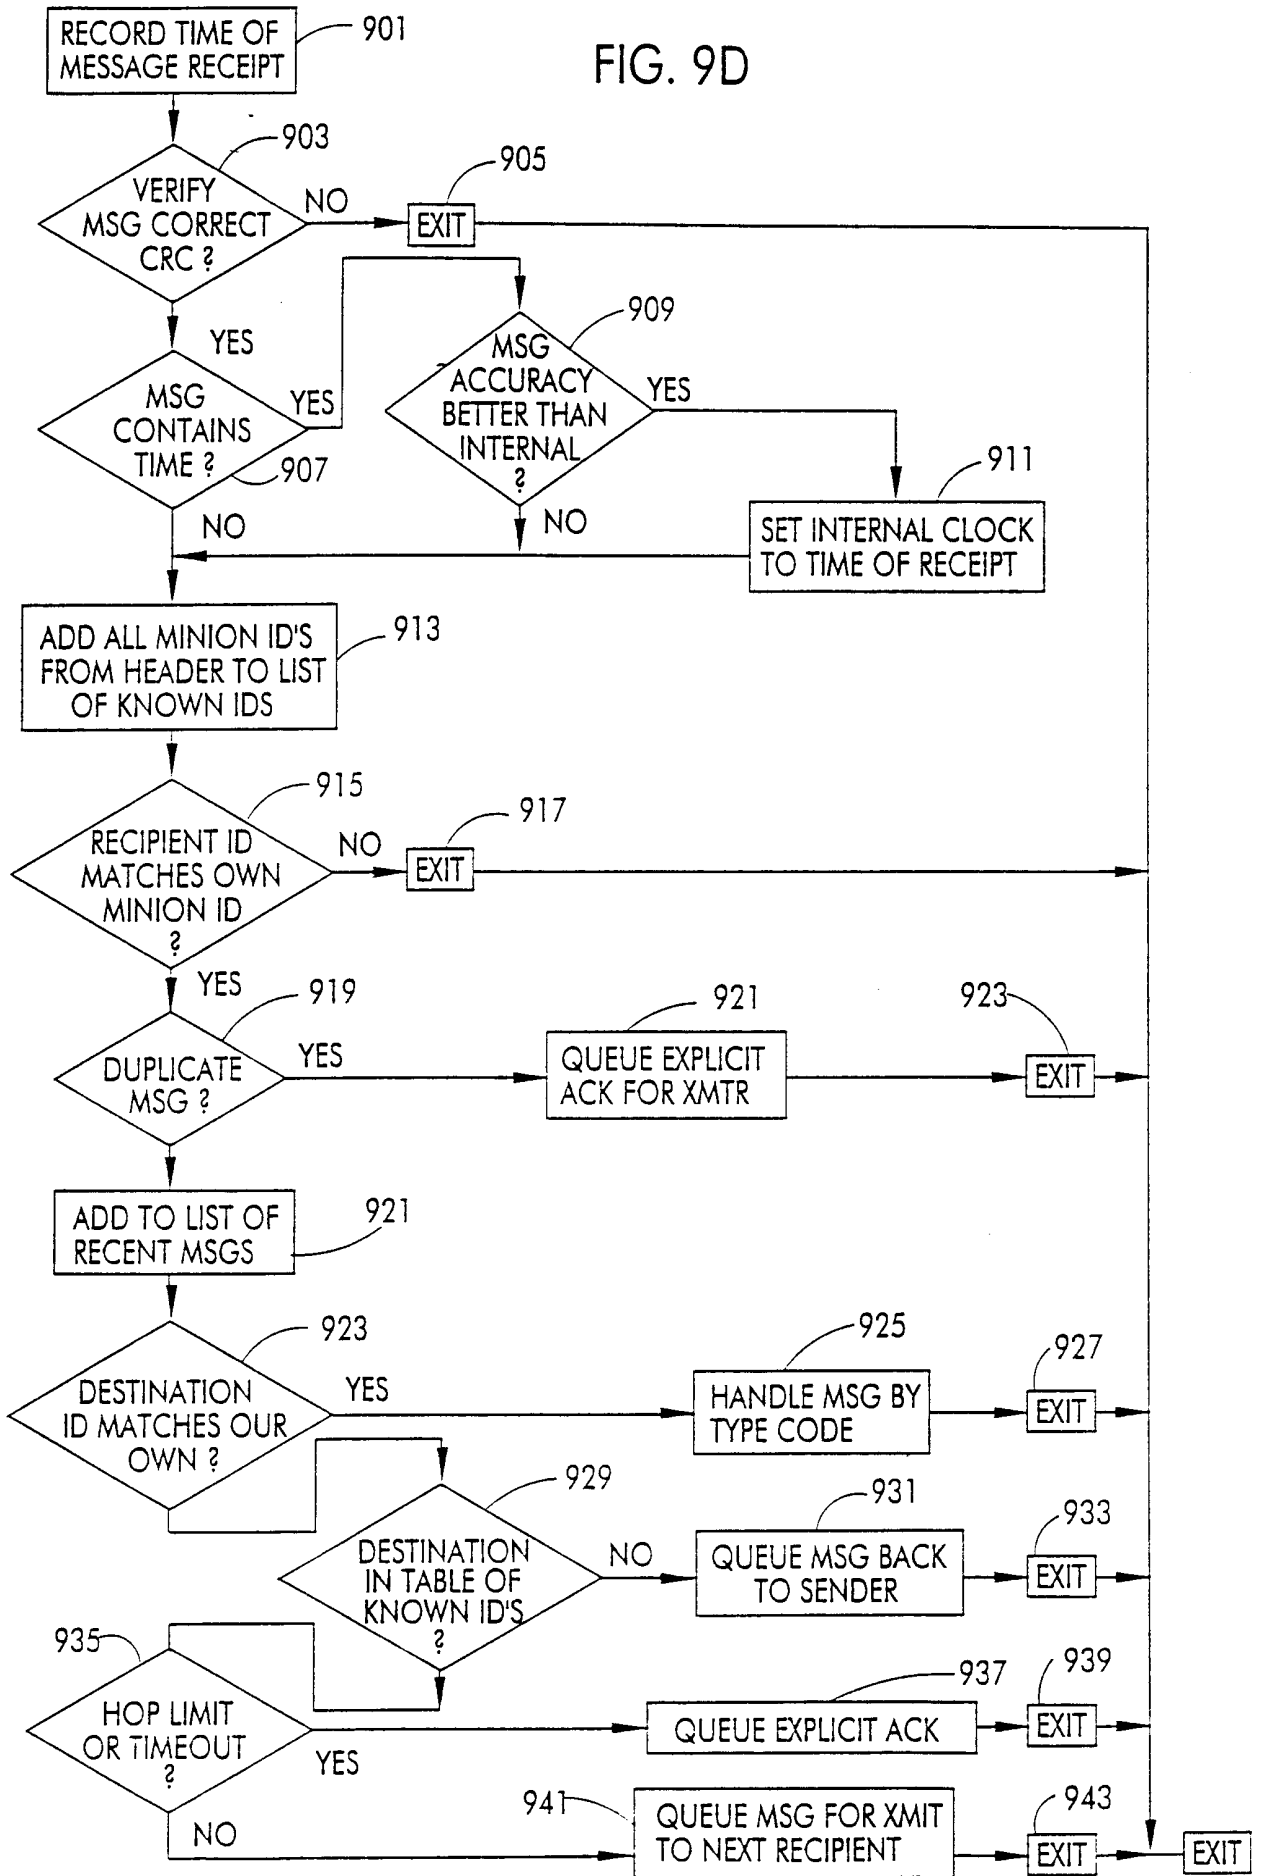 RECORD TIME OF
MESSAGE RECEIPT
901
FIG. 9D
903
VERIFY
MSG CORRECT
CRC ?
NO
905
EXIT
YES
MSG
CONTAINS
TIME ?
907
YES
NO
909
MSG
ACCURACY
BETTER THAN
INTERNAL
?
YES
NO
911
SET INTERNAL CLOCK
TO TIME OF RECEIPT
ADD ALL MINION ID'S
FROM HEADER TO LIST
OF KNOWN IDS
913
915
RECIPIENT ID
MATCHES OWN
MINION ID
?
NO
917
EXIT
YES
919
DUPLICATE
MSG ?
YES
921
QUEUE EXPLICIT
ACK FOR XMTR
923
EXIT
ADD TO LIST OF
RECENT MSGS
921
923
DESTINATION
ID MATCHES OUR
OWN ?
YES
925
HANDLE MSG BY
TYPE CODE
927
EXIT
929
DESTINATION
IN TABLE OF
KNOWN ID'S
?
NO
931
QUEUE MSG BACK
TO SENDER
933
EXIT
935
HOP LIMIT
OR TIMEOUT
?
YES
937
QUEUE EXPLICIT ACK
939
EXIT
NO
941
QUEUE MSG FOR XMIT
TO NEXT RECIPIENT
943
EXIT
EXIT